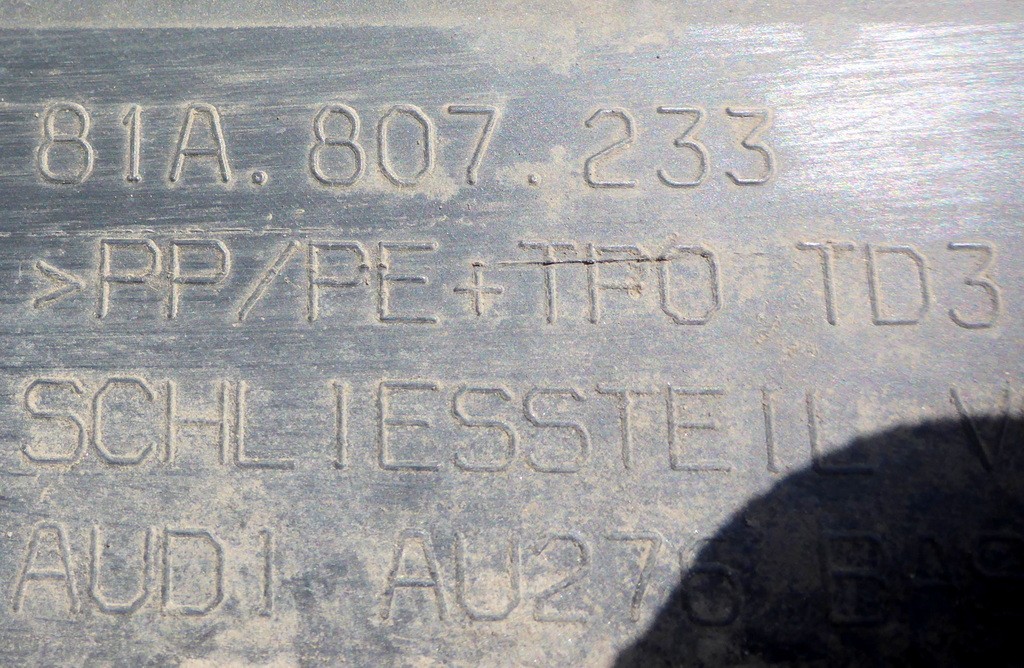 81A.807.233
>PP/PE+TPO TD3
SCHLIESSTEIL
AUDI AU276